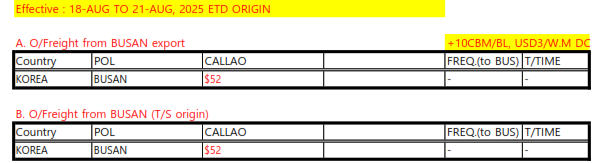 Effective : 18-AUG TO 21-AUG, 2025 ETD ORIGIN
A. O/Freight from BUSAN export +10CBM/BL, USD3/W.M DC
Country POL CALLAO FREQ.(to BUS) T/TIME
KOREA BUSAN $52 - -
B. O/Freight from BUSAN (T/S origin)
Country POL CALLAO FREQ.(to BUS) T/TIME
KOREA BUSAN $52 - -